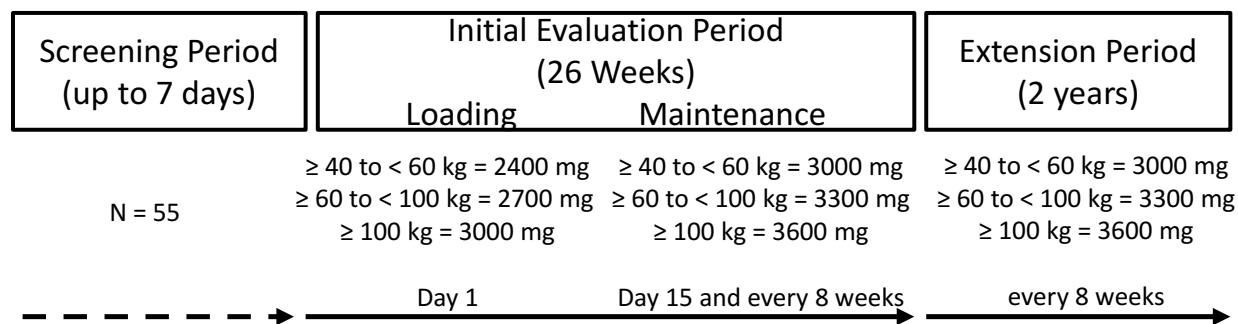 Screening Period
(up to 7 days)
Initial Evaluation Period
(26 Weeks)
Loading
Maintenance
Extension Period
(2 years)
N = 55
≥ 40 to < 60 kg = 2400 mg
≥ 60 to < 100 kg = 2700 mg
≥ 100 kg = 3000 mg
≥ 40 to < 60 kg = 3000 mg
≥ 60 to < 100 kg = 3300 mg
≥ 100 kg = 3600 mg
≥ 40 to < 60 kg = 3000 mg
≥ 60 to < 100 kg = 3300 mg
≥ 100 kg = 3600 mg
Day 1
Day 15 and every 8 weeks
every 8 weeks